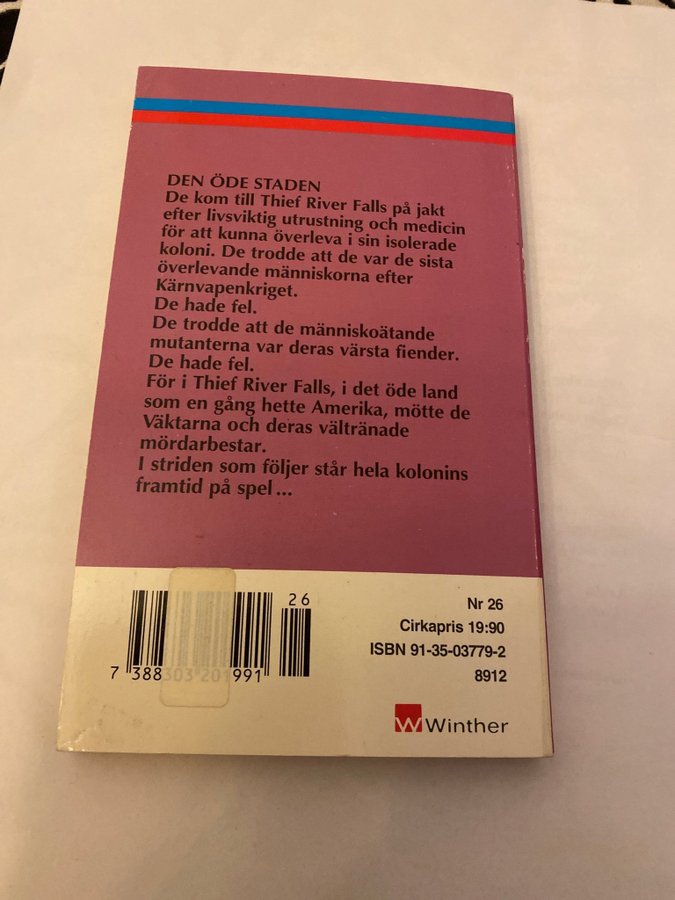 DEN ÖDE STADEN
De kom till Thief River Falls på jakt
efter livsviktig utrustning och medicin
för att kunna överleva i sin isolerade
koloni. De trodde att de var de sista
överlevande människorna efter
Kärnvapenkriget.
De hade fel.
De trodde att de människoätande
mutanterna var deras värsta fiender.
De hade fel.
För i Thief River Falls, i det öde land
som en gång hette Amerika, mötte de
Väktarna och deras vältränade
mördarbestar.
I striden som följer står hela kolonins
framtid på spel...
26
7 388303 201991
Nr 26
Cirkapris 19:90
ISBN 91-35-03779-2
8912
W Winther